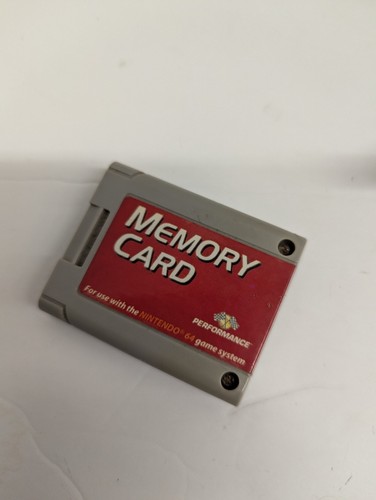 MEMORY
CARD
For use with the NINTENDO® 64 game system
PERFORMANCE